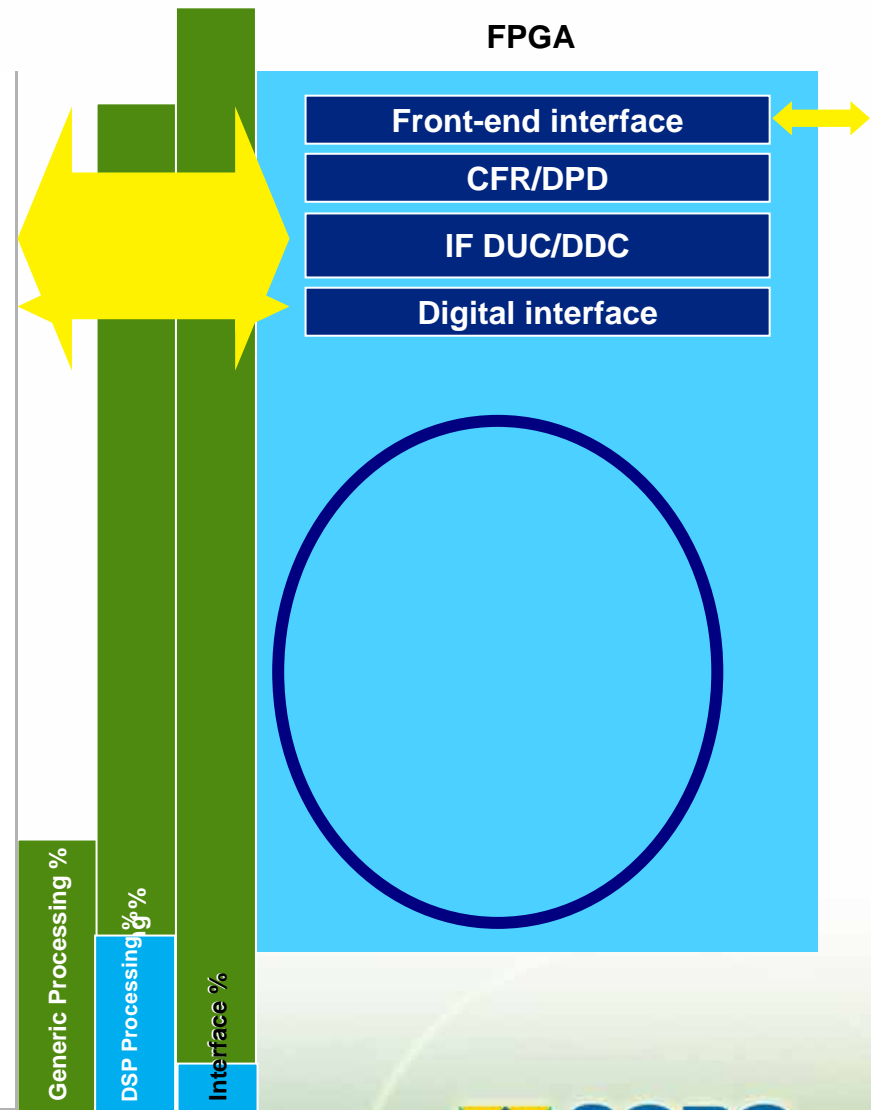 FPGA
Front-end interface
CFR/DPD
IF DUC/DDC
Digital interface
Generic Processing %
DSP Processing %
Interface %